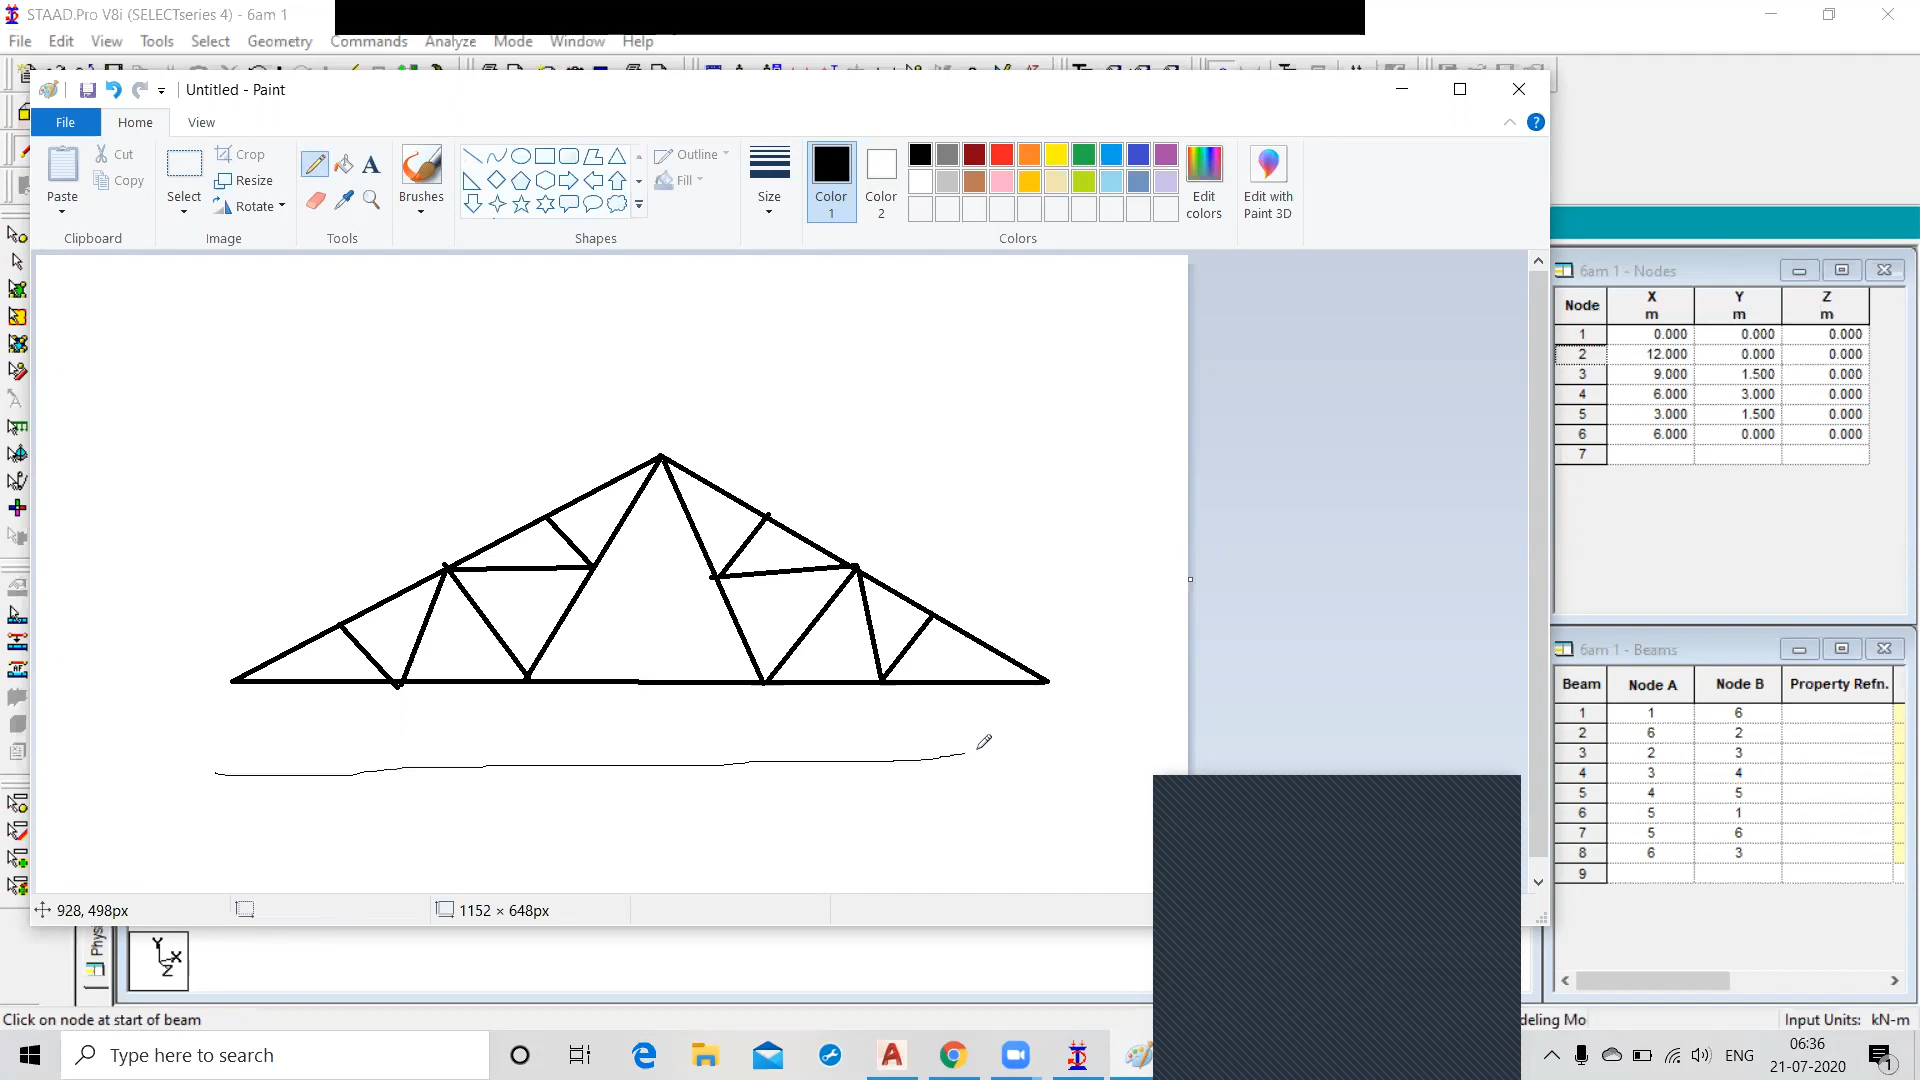 STAAD.Pro V8i (SELECTseries 4) - 6am 1
File Edit View Tools Select Geometry Commands Analyze Mode Window Help
Untitled - Paint
File Home View
Paste Cut Copy Select Crop Resize Rotate Brushes Outline Fill Size Color 1 Color 2 Edit colors Edit with Paint 3D
Clipboard Image Tools Shapes Colors
6am 1 - Nodes
Node X m Y m Z m
1 0.000 0.000 0.000
2 12.000 0.000 0.000
3 9.000 1.500 0.000
4 6.000 3.000 0.000
5 3.000 1.500 0.000
6 6.000 0.000 0.000
7
6am 1 - Beams
Beam Node A Node B Property Refn.
1 1 6
2 6 2
3 2 3
4 3 4
5 4 5
6 5 1
7 5 6
8 6 3
9
928, 498px 1152 × 648px
Y X Z
Click on node at start of beam
deling Mo Input Units: kN-m
Type here to search
ENG
06:36
21-07-2020
1